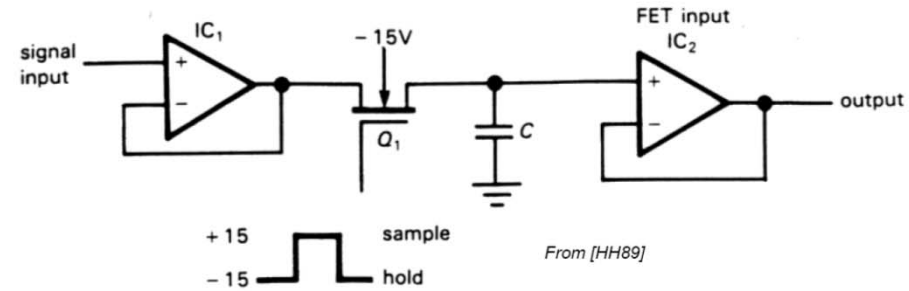 signal
input
IC₁
+
−
− 15V
Q₁
C
FET input
IC₂
+
−
output
+ 15
sample
− 15
hold
From [HH89]